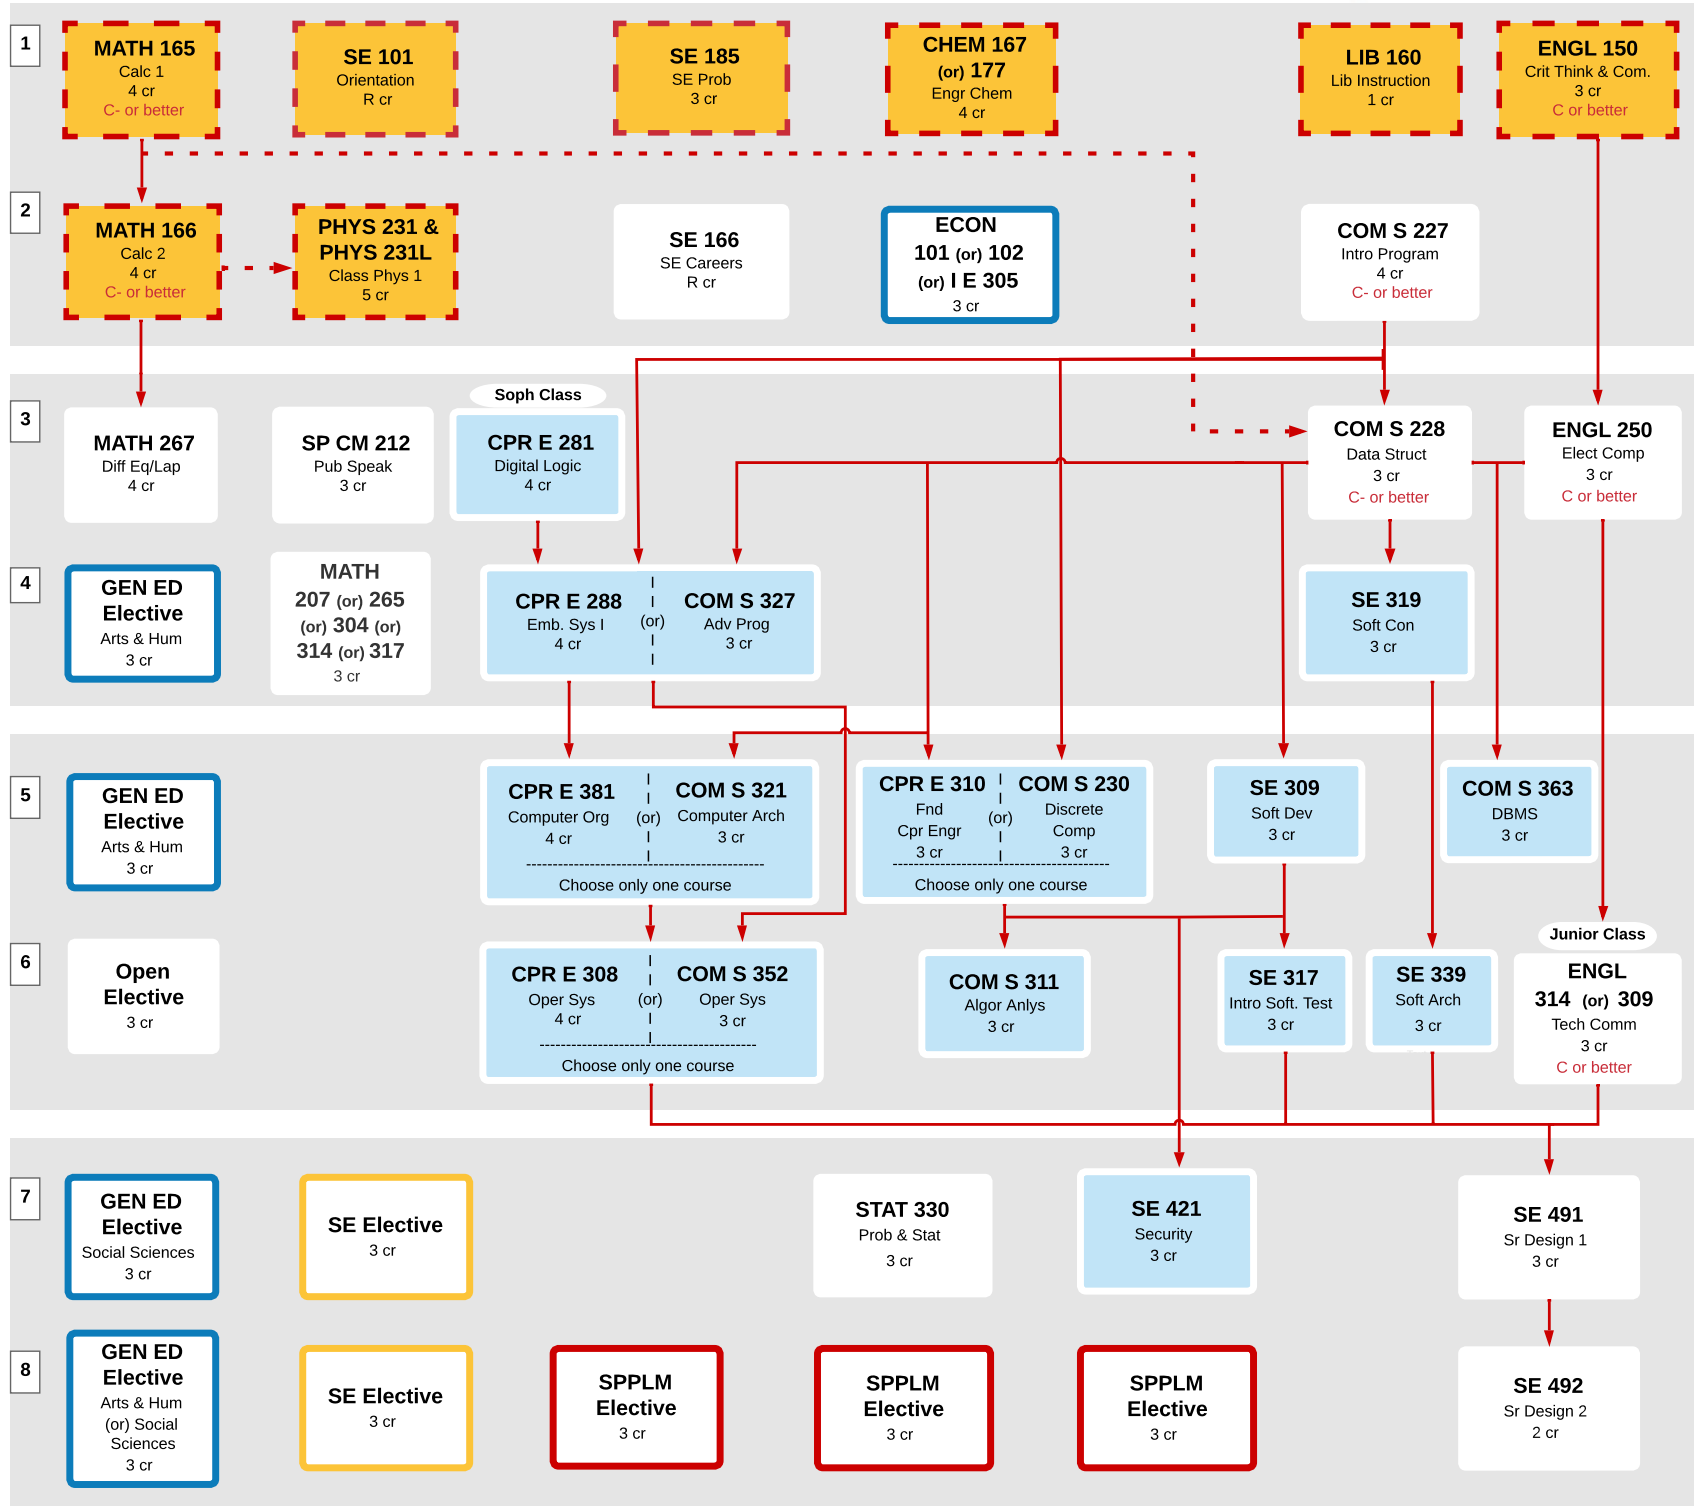 1
MATH 165
Calc 1
4 cr
C- or better
SE 101
Orientation
R cr
SE 185
SE Prob
3 cr
CHEM 167
(or) 177
Engr Chem
4 cr
LIB 160
Lib Instruction
1 cr
ENGL 150
Crit Think & Com.
3 cr
C or better
2
MATH 166
Calc 2
4 cr
C- or better
PHYS 231 &
PHYS 231L
Class Phys 1
5 cr
SE 166
SE Careers
R cr
ECON
101 (or) 102
(or) I E 305
3 cr
COM S 227
Intro Program
4 cr
C- or better
3
MATH 267
Diff Eq/Lap
4 cr
SP CM 212
Pub Speak
3 cr
Soph Class
CPR E 281
Digital Logic
4 cr
COM S 228
Data Struct
3 cr
C- or better
ENGL 250
Elect Comp
3 cr
C or better
4
GEN ED
Elective
Arts & Hum
3 cr
MATH
207 (or) 265
(or) 304 (or)
314 (or) 317
3 cr
CPR E 288
Emb. Sys I
4 cr
(or)
COM S 327
Adv Prog
3 cr
SE 319
Soft Con
3 cr
5
GEN ED
Elective
Arts & Hum
3 cr
CPR E 381
Computer Org
4 cr
(or)
COM S 321
Computer Arch
3 cr
Choose only one course
CPR E 310
Fnd
Cpr Engr
3 cr
(or)
COM S 230
Discrete
Comp
3 cr
Choose only one course
SE 309
Soft Dev
3 cr
COM S 363
DBMS
3 cr
6
Open
Elective
3 cr
CPR E 308
Oper Sys
4 cr
(or)
COM S 352
Oper Sys
3 cr
Choose only one course
COM S 311
Algor Anlys
3 cr
SE 317
Intro Soft. Test
3 cr
SE 339
Soft Arch
3 cr
Junior Class
ENGL
314 (or) 309
Tech Comm
3 cr
C or better
7
GEN ED
Elective
Social Sciences
3 cr
SE Elective
3 cr
STAT 330
Prob & Stat
3 cr
SE 421
Security
3 cr
SE 491
Sr Design 1
3 cr
8
GEN ED
Elective
Arts & Hum
(or) Social
Sciences
3 cr
SE Elective
3 cr
SPPLM
Elective
3 cr
SPPLM
Elective
3 cr
SPPLM
Elective
3 cr
SE 492
Sr Design 2
2 cr